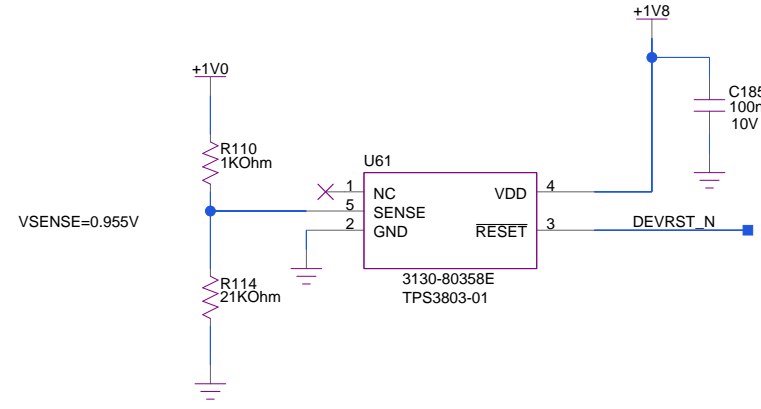 +1V8
+1V0
C185
100n
10V
R110
1KOhm
U61
1
NC
VDD
4
5
SENSE
VSENSE=0.955V
2
GND
RESET
3
DEVRST_N
R114
21KOhm
3130-80358E
TPS3803-01